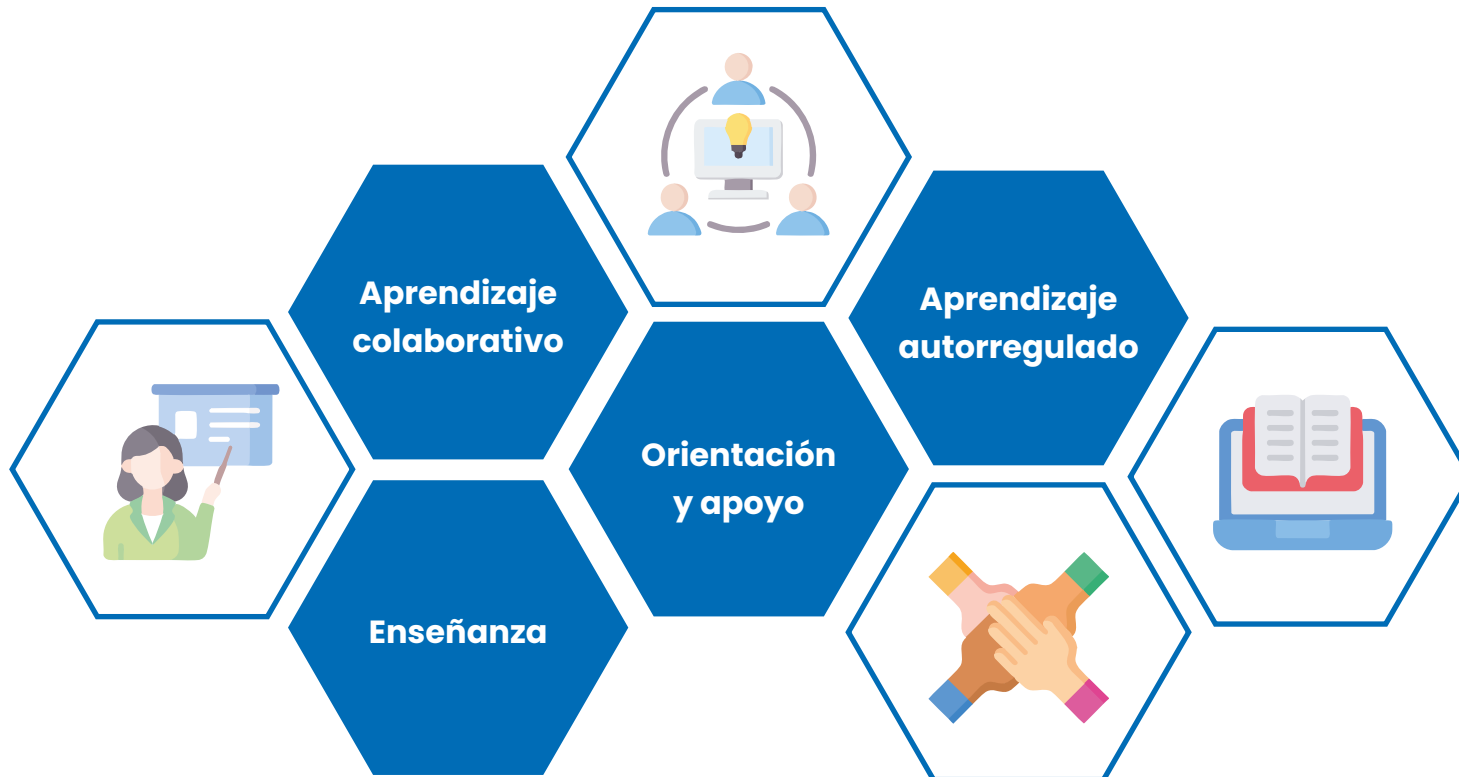 Aprendizaje
colaborativo
Aprendizaje
autorregulado
Orientación
y apoyo
Enseñanza